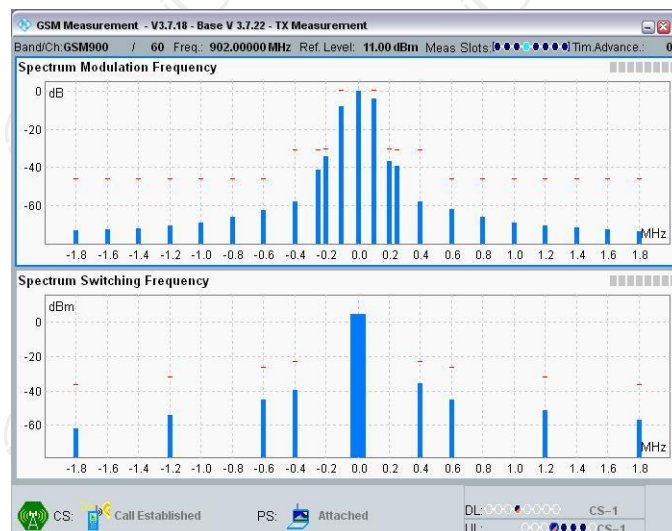 GSM Measurement - V3.7.18 - Base V 3.7.22 - TX Measurement
Band/Ch:GSM900 / 60 Freq.: 902.00000 MHz Ref. Level: 11.00 dBm Meas Slots: Tim.Advance.: 0
Spectrum Modulation Frequency
dB
0
-20
-40
-60
MHz
-1.8 -1.6 -1.4 -1.2 -1.0 -0.8 -0.6 -0.4 -0.2 0.0 0.2 0.4 0.6 0.8 1.0 1.2 1.4 1.6 1.8
Spectrum Switching Frequency
dBm
0
-20
-40
-60
MHz
-1.8 -1.6 -1.4 -1.2 -1.0 -0.8 -0.6 -0.4 -0.2 0.0 0.2 0.4 0.6 0.8 1.0 1.2 1.4 1.6 1.8
CS: Call Established PS: Attached
DL: CS-1
UL: CS-1